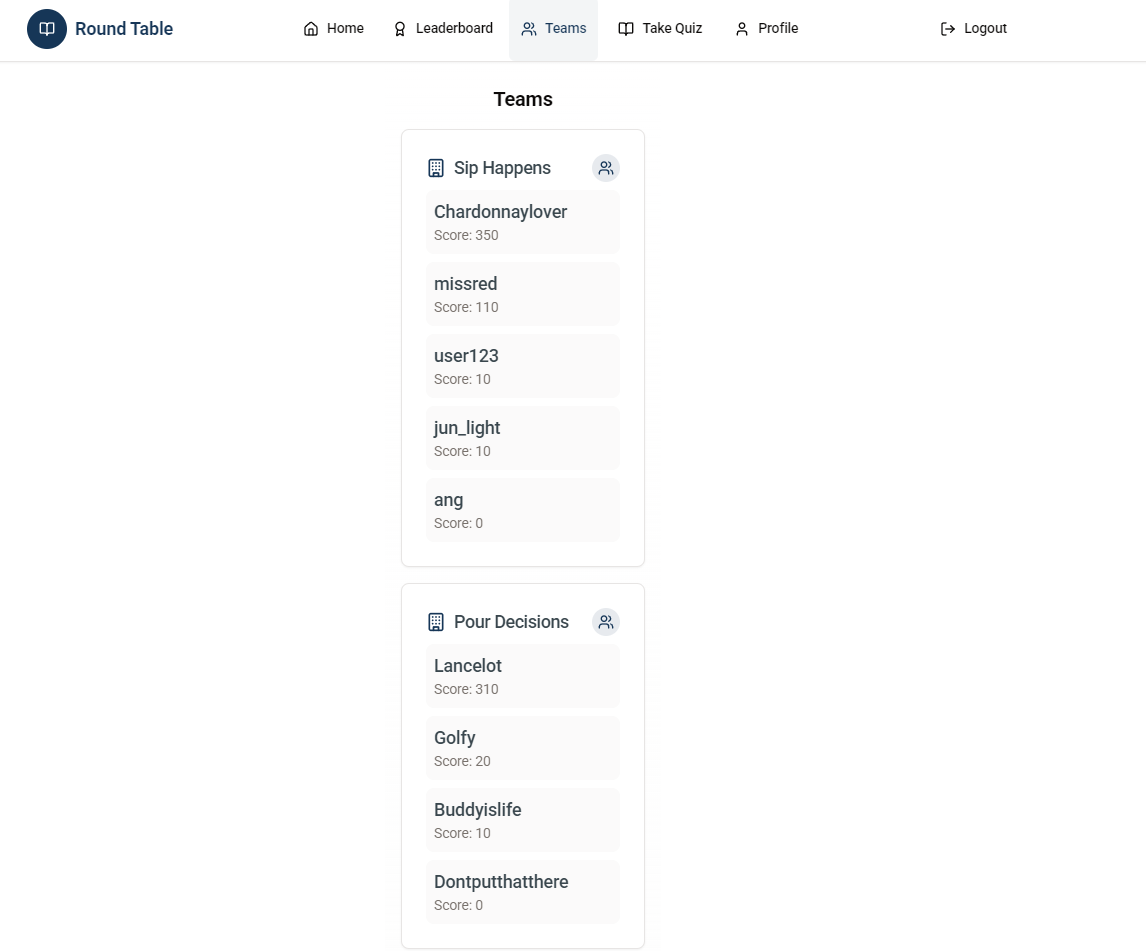 Round Table
Home
Leaderboard
Teams
Take Quiz
Profile
Logout
Teams
Sip Happens
Chardonnaylover
Score: 350
missred
Score: 110
user123
Score: 10
jun_light
Score: 10
ang
Score: 0
Pour Decisions
Lancelot
Score: 310
Golfy
Score: 20
Buddyislife
Score: 10
Dontputthatthere
Score: 0